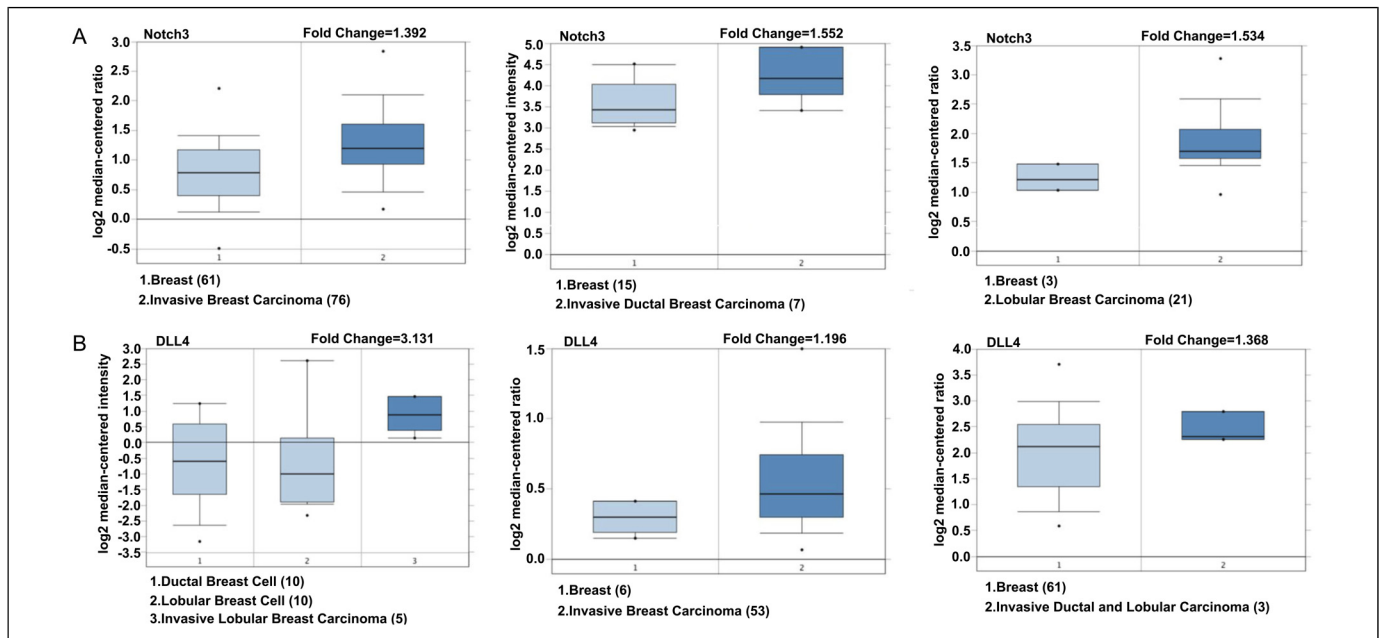 A
Notch3 Fold Change=1.392
log2 median-centered ratio
3.0
2.5
2.0
1.5
1.0
0.5
0.0
-0.5
1 2
1.Breast (61)
2.Invasive Breast Carcinoma (76)
Notch3 Fold Change=1.552
log2 median-centered intensity
5.0
4.5
4.0
3.5
3.0
2.5
2.0
1.5
1.0
0.5
0.0
1 2
1.Breast (15)
2.Invasive Ductal Breast Carcinoma (7)
Notch3 Fold Change=1.534
log2 median-centered ratio
3.5
3.0
2.5
2.0
1.5
1.0
0.5
0.0
1 2
1.Breast (3)
2.Lobular Breast Carcinoma (21)
B
DLL4 Fold Change=3.131
log2 median-centered intensity
3.0
2.5
2.0
1.5
1.0
0.5
0.0
-0.5
-1.0
-1.5
-2.0
-2.5
-3.0
-3.5
1 2 3
1.Ductal Breast Cell (10)
2.Lobular Breast Cell (10)
3.Invasive Lobular Breast Carcinoma (5)
DLL4 Fold Change=1.196
log2 median-centered ratio
1.5
1.0
0.5
0.0
1 2
1.Breast (6)
2.Invasive Breast Carcinoma (53)
DLL4 Fold Change=1.368
log2 median-centered ratio
4.0
3.5
3.0
2.5
2.0
1.5
1.0
0.5
0.0
1 2
1.Breast (61)
2.Invasive Ductal and Lobular Carcinoma (3)